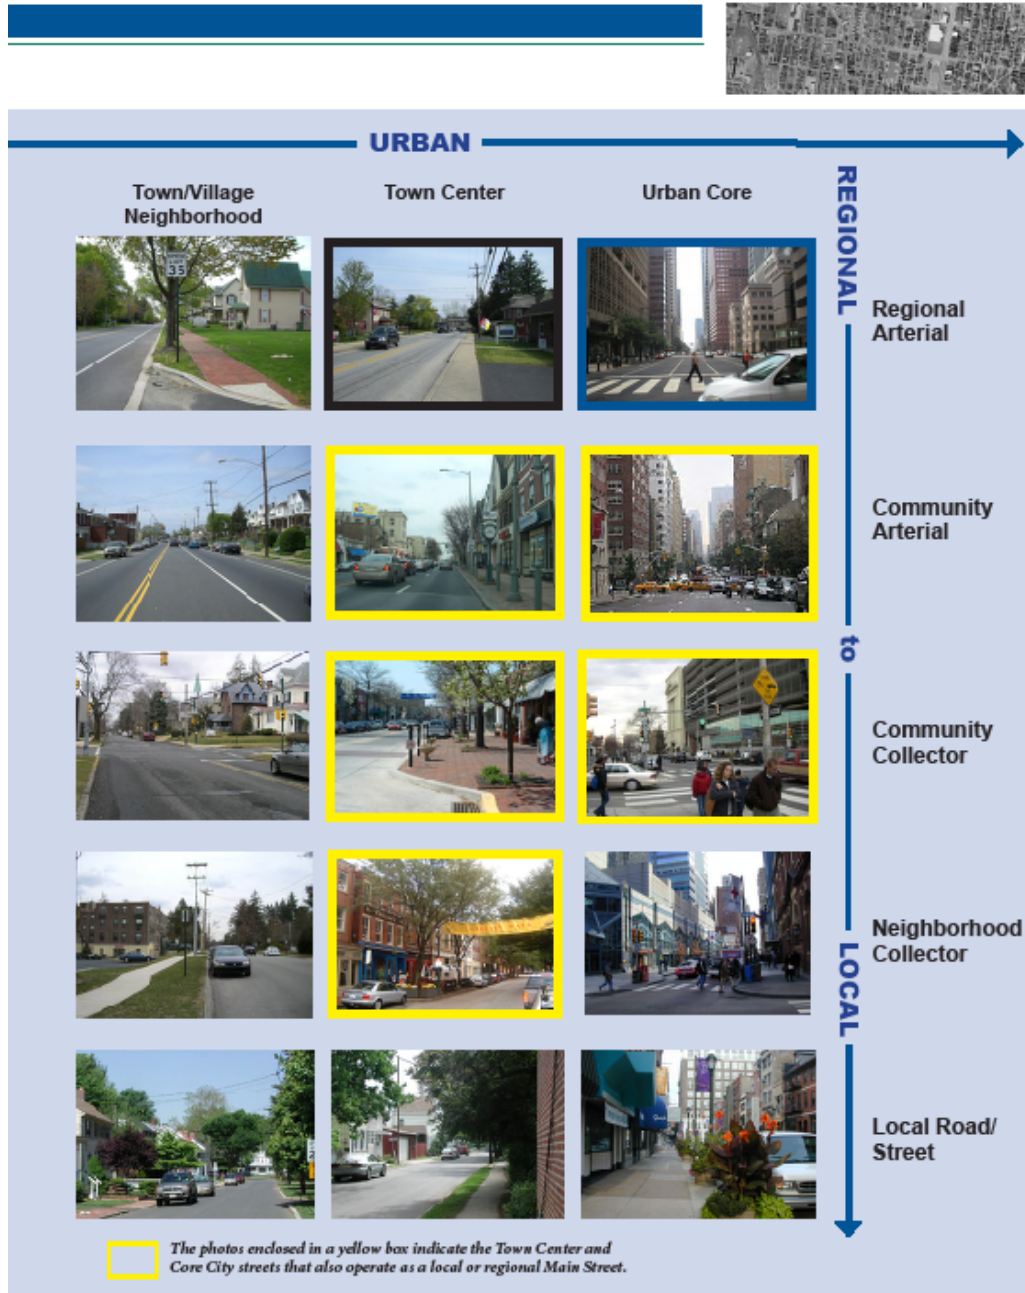 URBAN
Town/Village
Neighborhood
Town Center
Urban Core
REGIONAL
to
LOCAL
Regional
Arterial
SPEED
LIMIT
35
Community
Arterial
Community
Collector
Neighborhood
Collector
Local Road/
Street
The photos enclosed in a yellow box indicate the Town Center and
Core City streets that also operate as a local or regional Main Street.